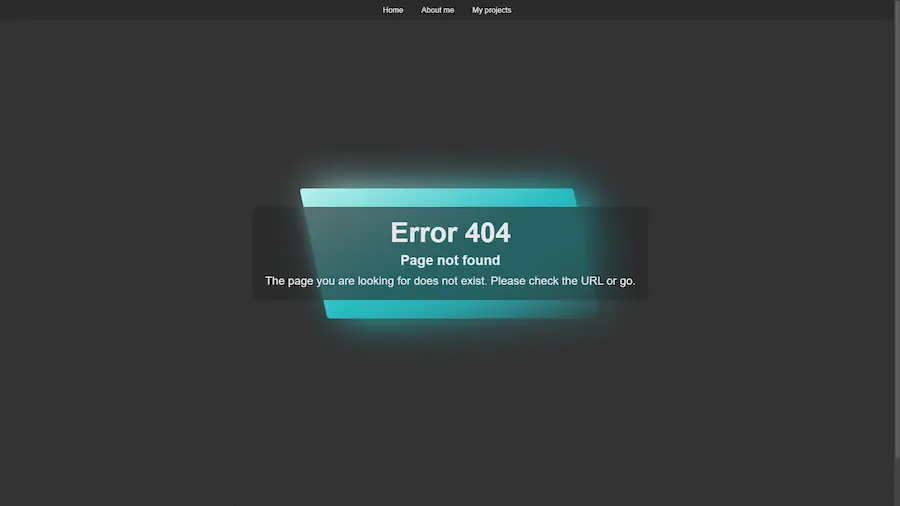 Home About me My projects
Error 404
Page not found
The page you are looking for does not exist. Please check the URL or go.